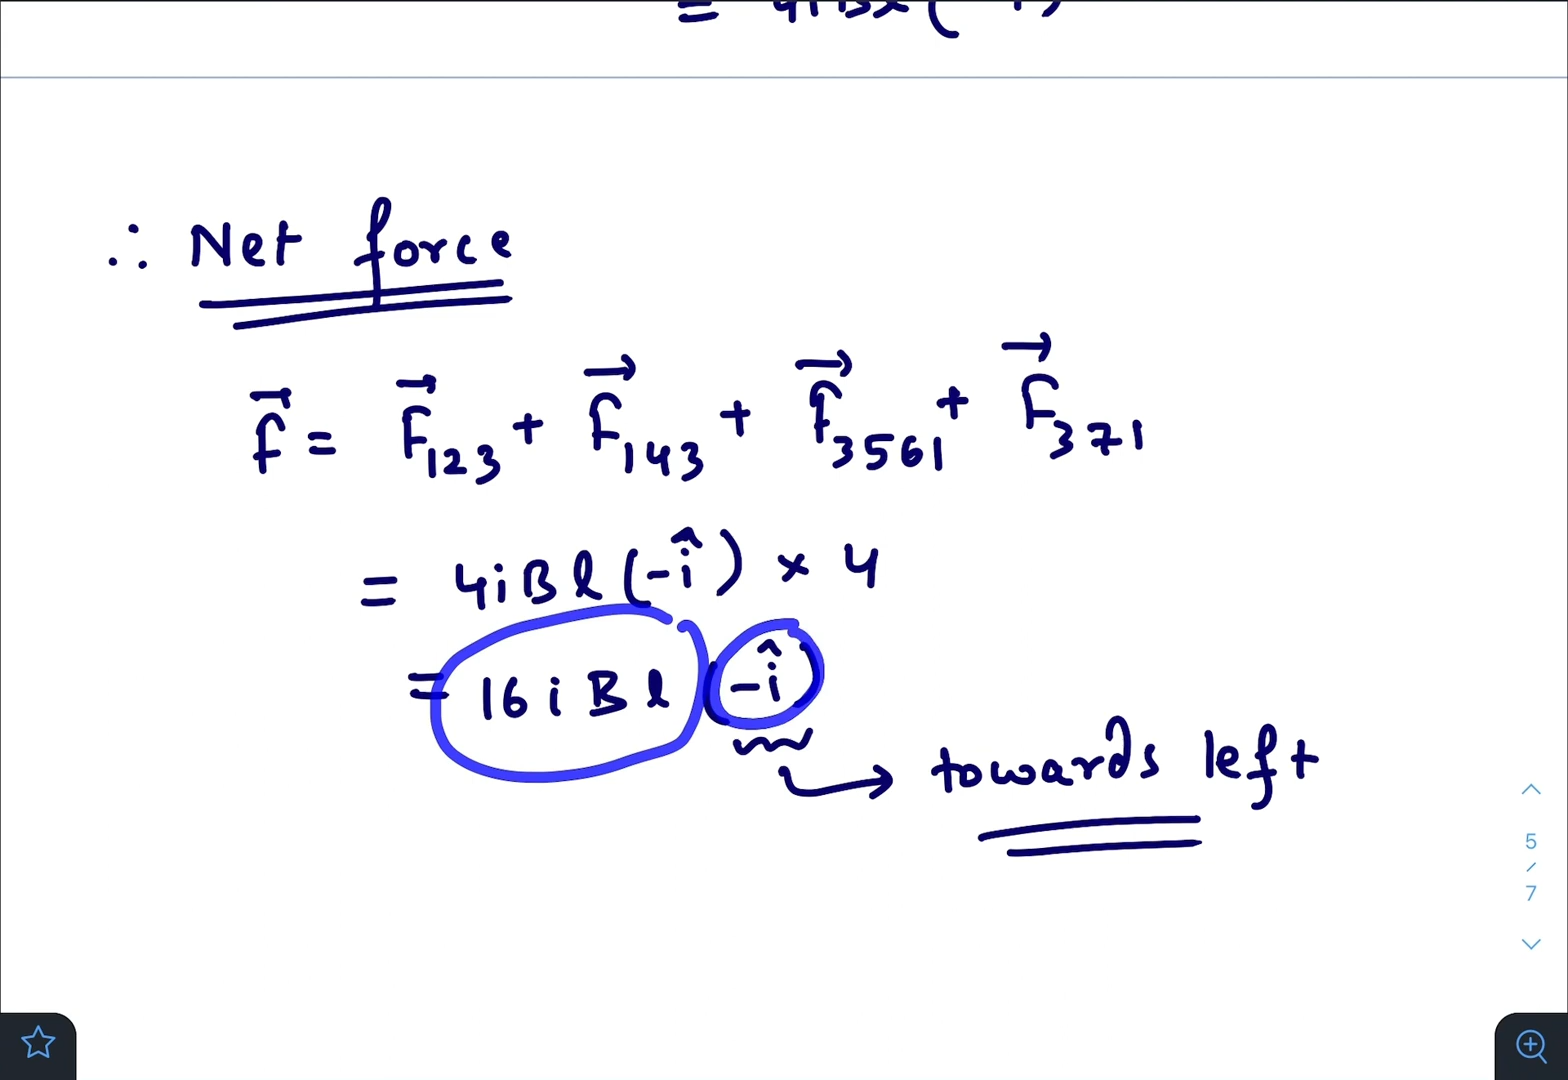 ∴ Net force
f⃗ = F⃗₁₂₃ + F⃗₁₄₃ + F⃗₃₅₆₁ + F⃗₃₇₁
= 4iBl(-î) × 4
= 16iBl (-î)
towards left
5
/
7